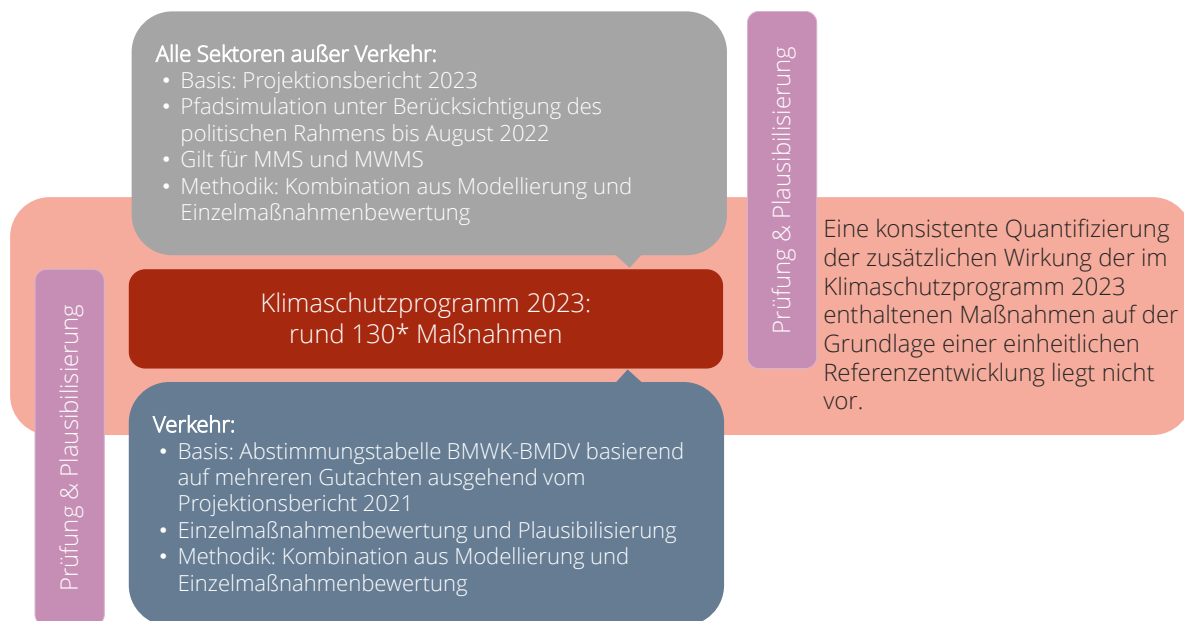 Alle Sektoren außer Verkehr:
• Basis: Projektionsbericht 2023
• Pfadsimulation unter Berücksichtigung des
politischen Rahmens bis August 2022
• Gilt für MMS und MWMS
• Methodik: Kombination aus Modellierung und
Einzelmaßnahmenbewertung
Prüfung & Plausibilisierung
Klimaschutzprogramm 2023:
rund 130* Maßnahmen
Eine konsistente Quantifizierung
der zusätzlichen Wirkung der im
Klimaschutzprogramm 2023
enthaltenen Maßnahmen auf der
Grundlage einer einheitlichen
Referenzentwicklung liegt nicht
vor.
Prüfung & Plausibilisierung
Verkehr:
• Basis: Abstimmungstabelle BMWK-BMDV basierend
auf mehreren Gutachten ausgehend vom
Projektionsbericht 2021
• Einzelmaßnahmenbewertung und Plausibilisierung
• Methodik: Kombination aus Modellierung und
Einzelmaßnahmenbewertung